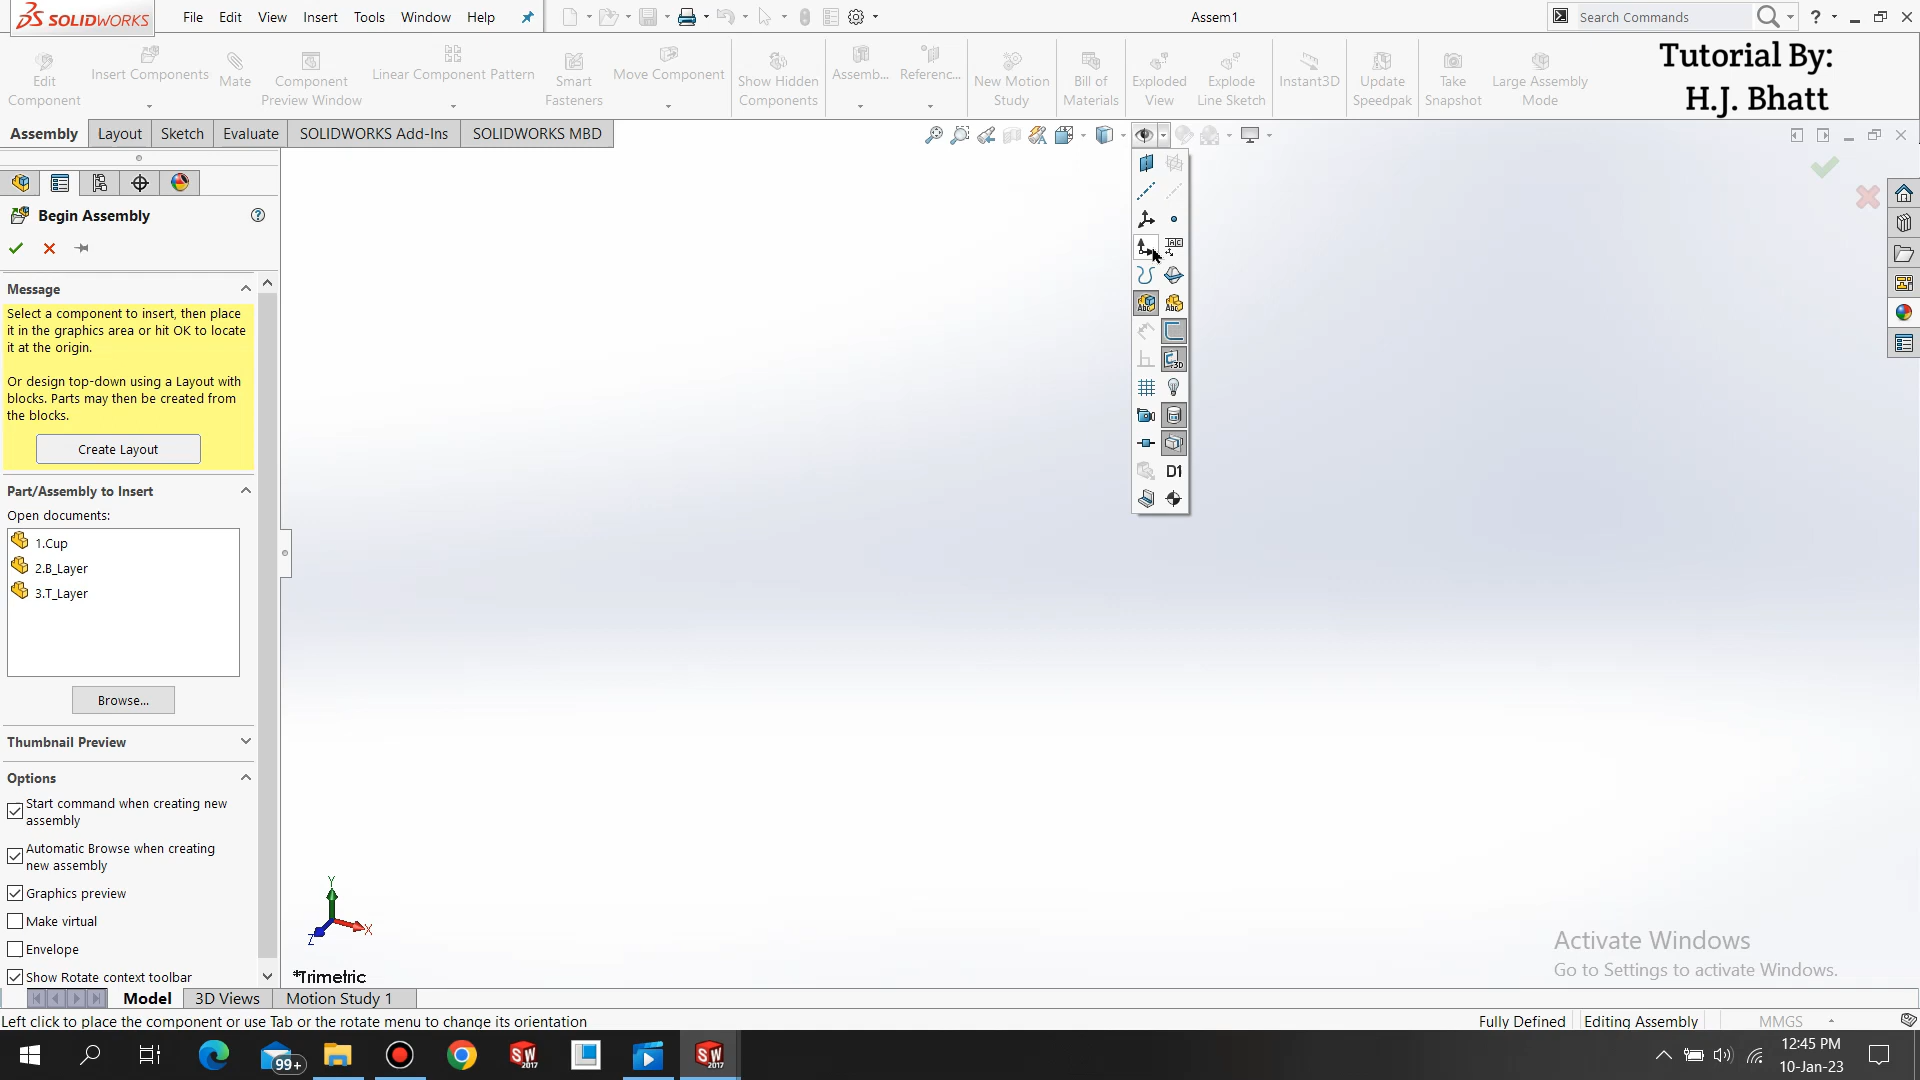 SOLIDWORKS
File Edit View Insert Tools Window Help
Assem1
Search Commands
Edit Component
Insert Components
Mate
Component Preview Window
Linear Component Pattern
Smart Fasteners
Move Component
Show Hidden Components
Assemb...
Referenc...
New Motion Study
Bill of Materials
Exploded View
Explode Line Sketch
Instant3D
Update Speedpak
Take Snapshot
Large Assembly Mode
Tutorial By:
H.J. Bhatt
Assembly Layout Sketch Evaluate SOLIDWORKS Add-Ins SOLIDWORKS MBD
Begin Assembly
Message
Select a component to insert, then place
it in the graphics area or hit OK to locate
it at the origin.
Or design top-down using a Layout with
blocks. Parts may then be created from
the blocks.
Create Layout
Part/Assembly to Insert
Open documents:
1.Cup
2.B_Layer
3.T_Layer
Browse...
Thumbnail Preview
Options
Start command when creating new
assembly
Automatic Browse when creating
new assembly
Graphics preview
Make virtual
Envelope
Show Rotate context toolbar
D1
Y
X
Z
*Trimetric
Activate Windows
Go to Settings to activate Windows.
Model 3D Views Motion Study 1
Left click to place the component or use Tab or the rotate menu to change its orientation
Fully Defined Editing Assembly MMGS
99+
SW 2017
SW 2017
12:45 PM
10-Jan-23